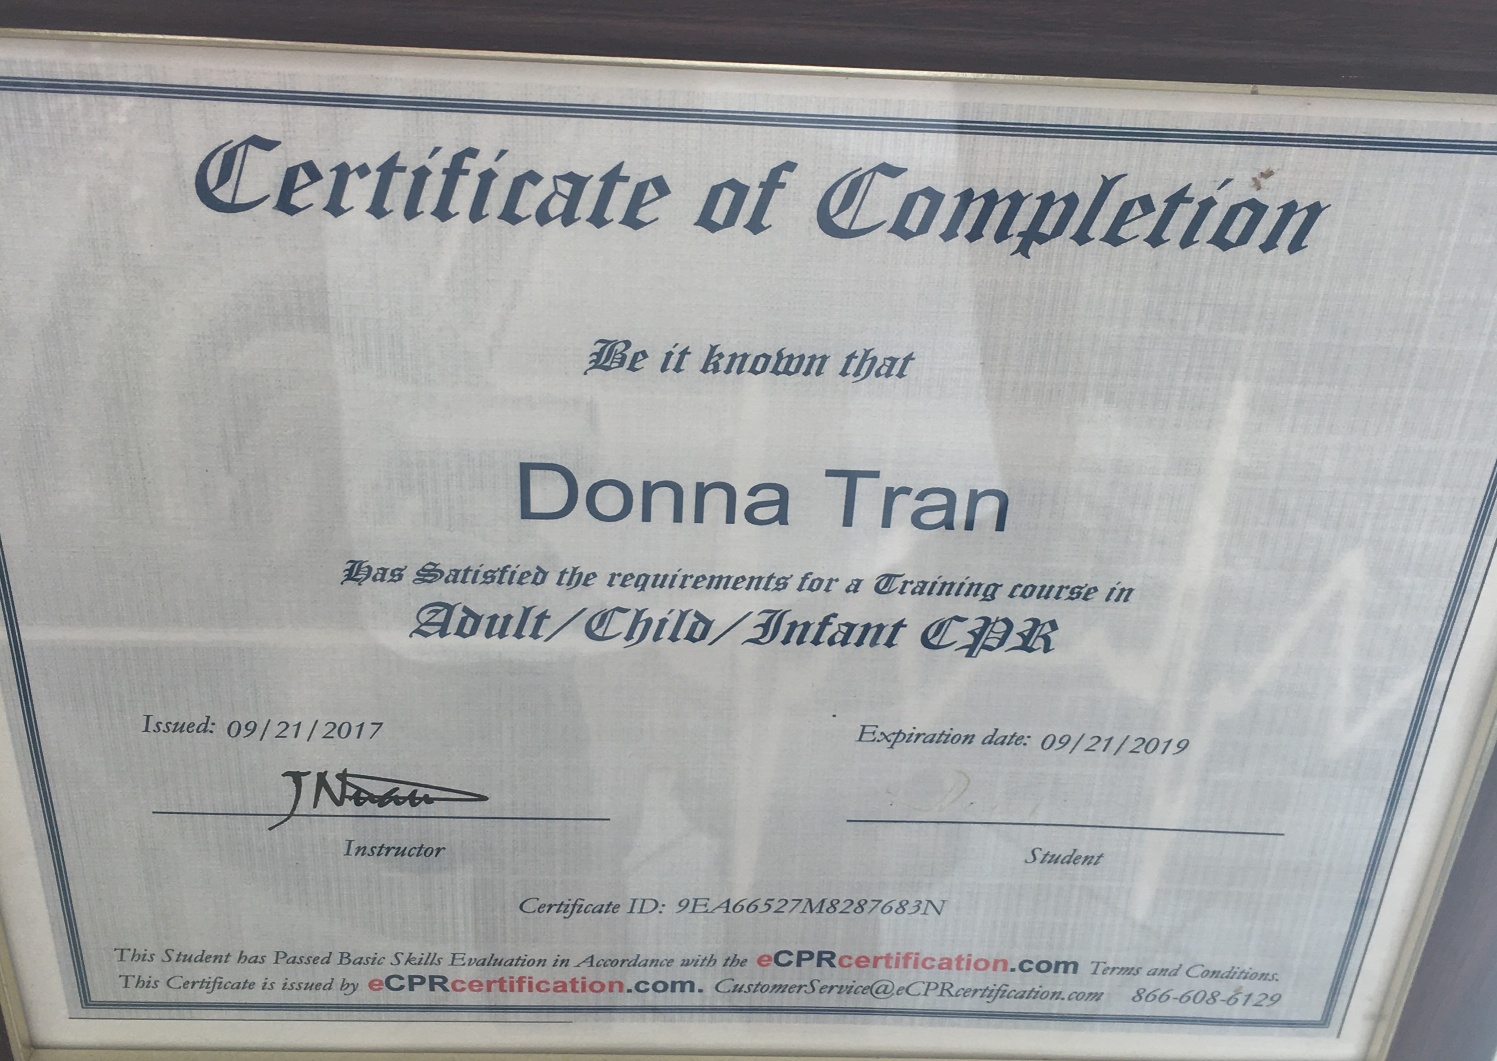 Certificate of Completion
Be it known that
Donna Tran
Has Satisfied the requirements for a Training course in
Adult/Child/Infant CPR
Issued: 09/21/2017
Expiration date: 09/21/2019
Instructor
Student
Certificate ID: 9EA66527M8287683N
This Student has Passed Basic Skills Evaluation in Accordance with the eCPRcertification.com Terms and Conditions.
This Certificate is issued by eCPRcertification.com. CustomerService@eCPRcertification.com 866-608-6129